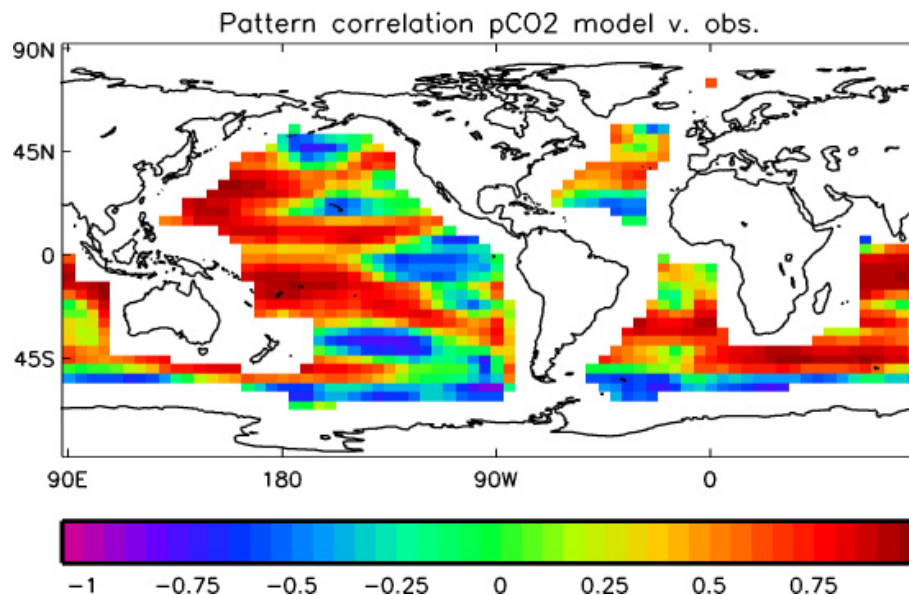 Pattern correlation pCO2 model v. obs.
90N
45N
0
45S
90E 180 90W 0
-1 -0.75 -0.5 -0.25 0 0.25 0.5 0.75